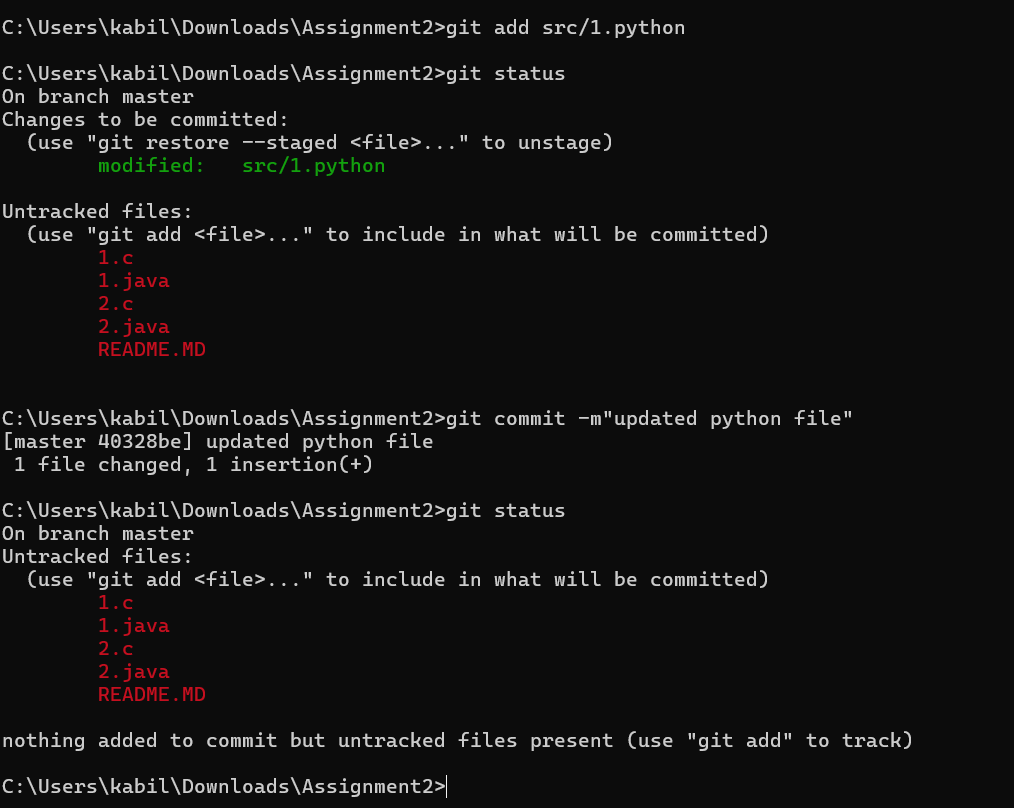 C:\Users\kabil\Downloads\Assignment2>git add src/1.python
C:\Users\kabil\Downloads\Assignment2>git status
On branch master
Changes to be committed:
  (use "git restore --staged <file>..." to unstage)
        modified:   src/1.python
Untracked files:
  (use "git add <file>..." to include in what will be committed)
        1.c
        1.java
        2.c
        2.java
        README.MD
C:\Users\kabil\Downloads\Assignment2>git commit -m"updated python file"
[master 40328be] updated python file
 1 file changed, 1 insertion(+)
C:\Users\kabil\Downloads\Assignment2>git status
On branch master
Untracked files:
  (use "git add <file>..." to include in what will be committed)
        1.c
        1.java
        2.c
        2.java
        README.MD
nothing added to commit but untracked files present (use "git add" to track)
C:\Users\kabil\Downloads\Assignment2>